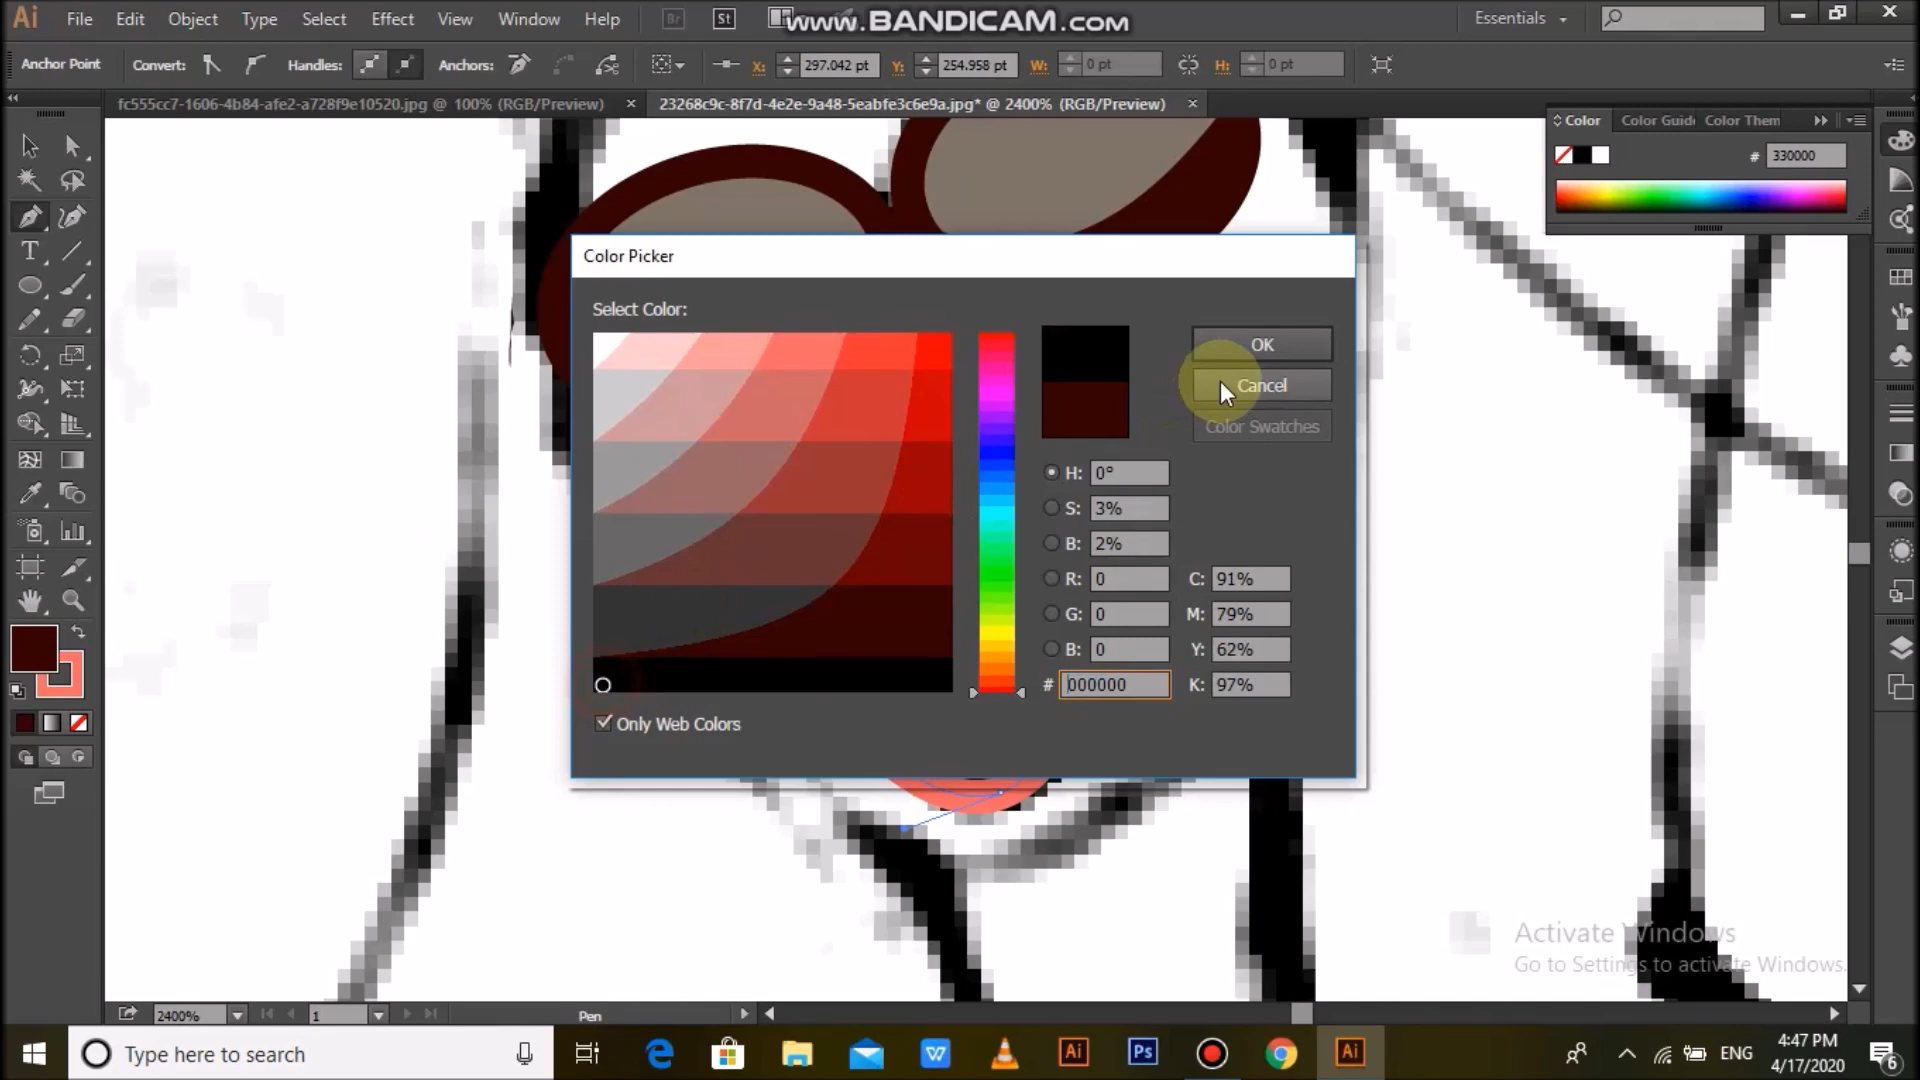 Ai File Edit Object Type Select Effect View Window Help Br St www.BANDICAM.com Essentials
Anchor Point Convert: Handles: Anchors: X: 297.042 pt Y: 254.958 pt W: 0 pt H: 0 pt
fc555cc7-1606-4b84-afe2-a728f9e10520.jpg @ 100% (RGB/Preview) × 23268c9c-8f7d-4e2e-9a48-5eabfe3c6e9a.jpg* @ 2400% (RGB/Preview) ×
Color Color Guide Color Them
# 330000
Color Picker
Select Color:
OK
Cancel
Color Swatches
H: 0°
S: 3%
B: 2%
R: 0 C: 91%
G: 0 M: 79%
B: 0 Y: 62%
# 000000 K: 97%
Only Web Colors
Activate Windows
Go to Settings to activate Windows.
2400% 1 Pen
Type here to search
Ai Ps Ai ENG 4:47 PM
4/17/2020
6